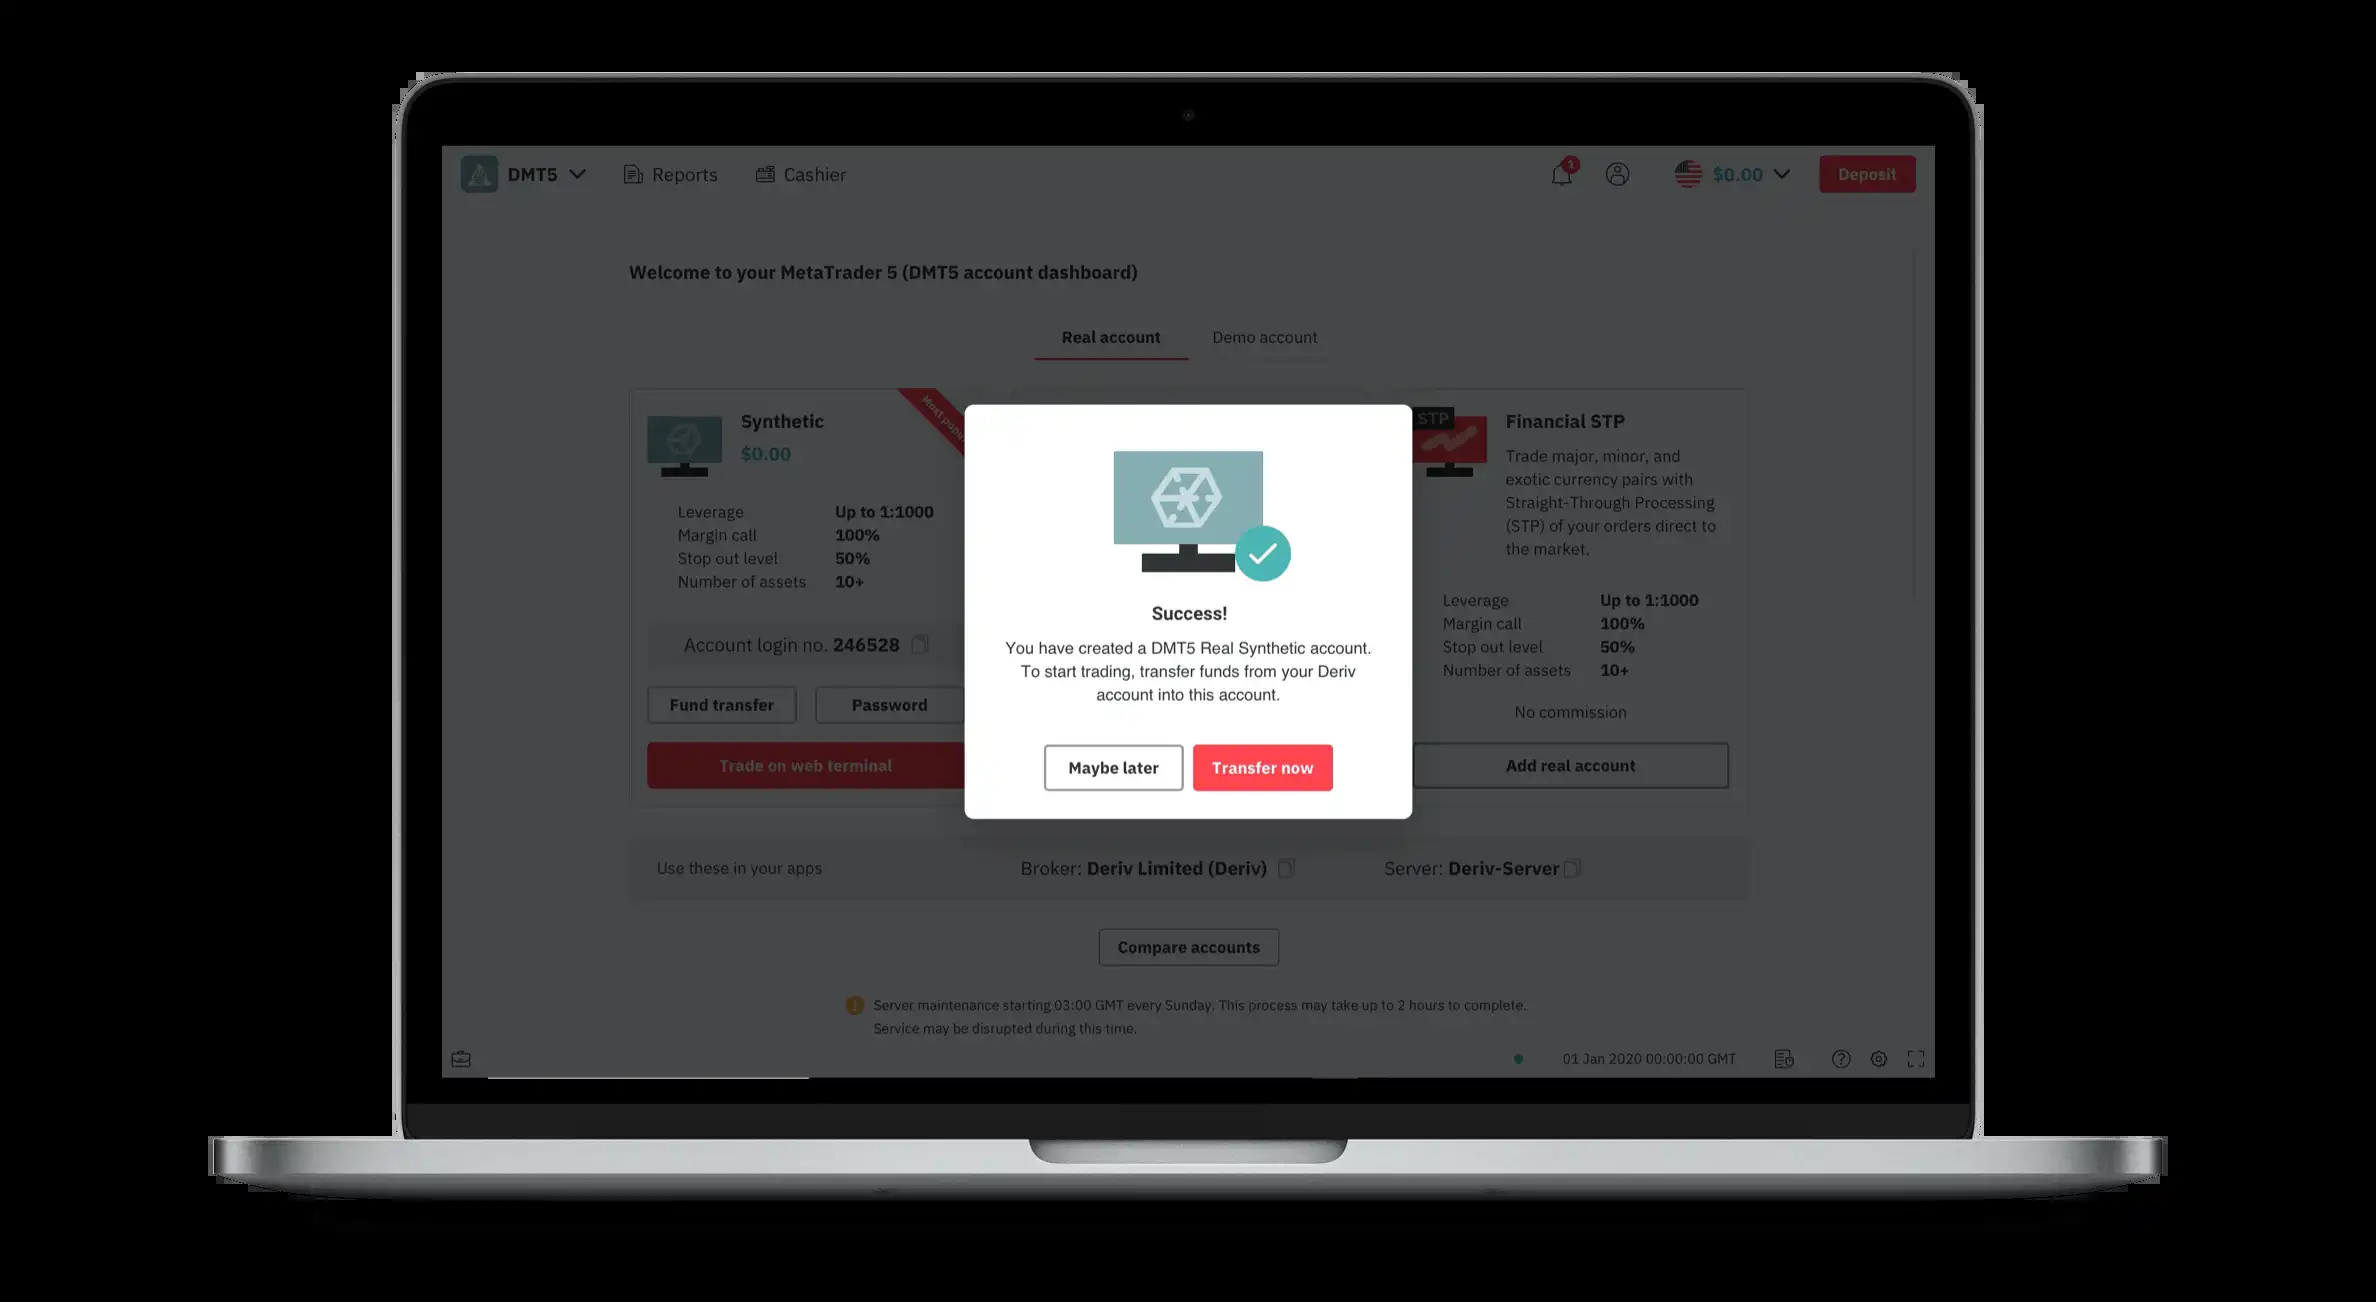 DMT5
Reports
Cashier
1
$0.00
Deposit
Welcome to your MetaTrader 5 (DMT5 account dashboard)
Real account
Demo account
Synthetic
$0.00
Most
Leverage Up to 1:1000
Margin call 100%
Stop out level 50%
Number of assets 10+
Account login no. 246528
Fund transfer
Password
Trade on web terminal
Success!
You have created a DMT5 Real Synthetic account.
To start trading, transfer funds from your Deriv
account into this account.
Maybe later
Transfer now
STP
Financial STP
Trade major, minor, and
exotic currency pairs with
Straight-Through Processing
(STP) of your orders direct to
the market.
Leverage Up to 1:1000
Margin call 100%
Stop out level 50%
Number of assets 10+
No commission
Add real account
Use these in your apps
Broker: Deriv Limited (Deriv)
Server: Deriv-Server
Compare accounts
Server maintenance starting 03:00 GMT every Sunday. This process may take up to 2 hours to complete.
Service may be disrupted during this time.
01 Jan 2020 00:00:00 GMT